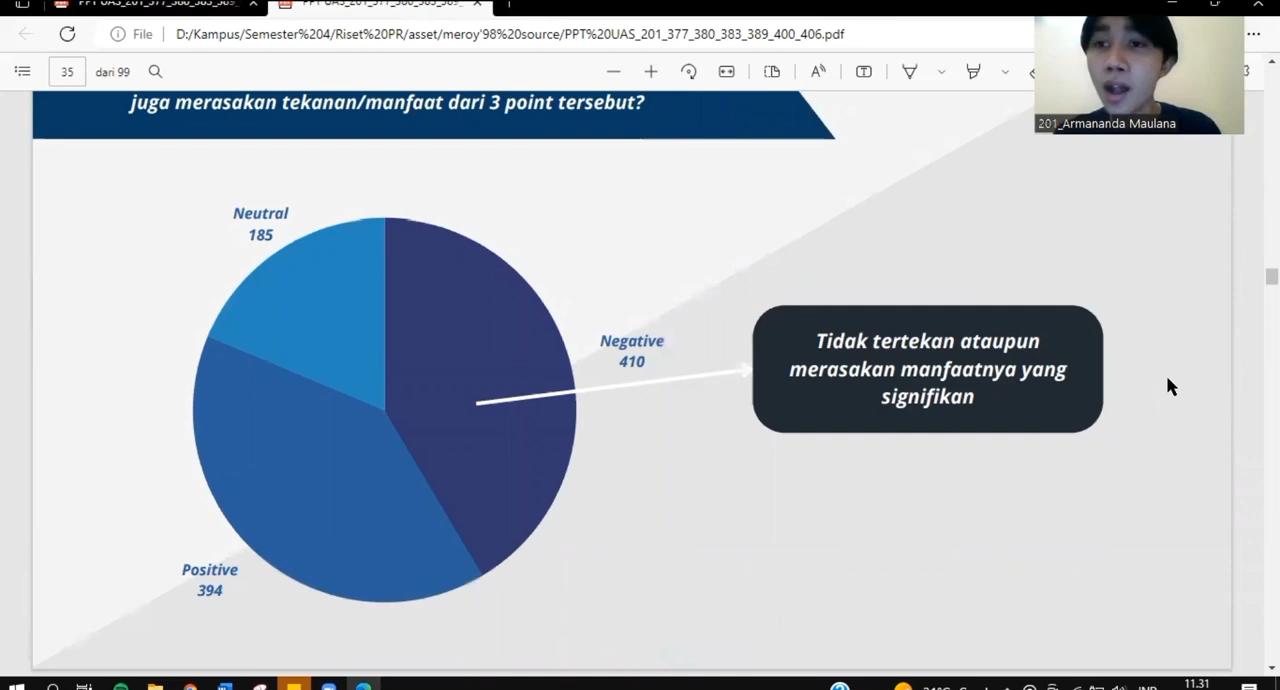 File
D:/Kampus/Semester%204/Riset%20PR/asset/meroy'98%20source/PPT%20UAS_201_377_380_383_389_400_406.pdf
35
dari 99
201_Armananda Maulana
juga merasakan tekanan/manfaat dari 3 point tersebut?
Neutral
185
Negative
410
Tidak tertekan ataupun
merasakan manfaatnya yang
signifikan
Positive
394
11.31